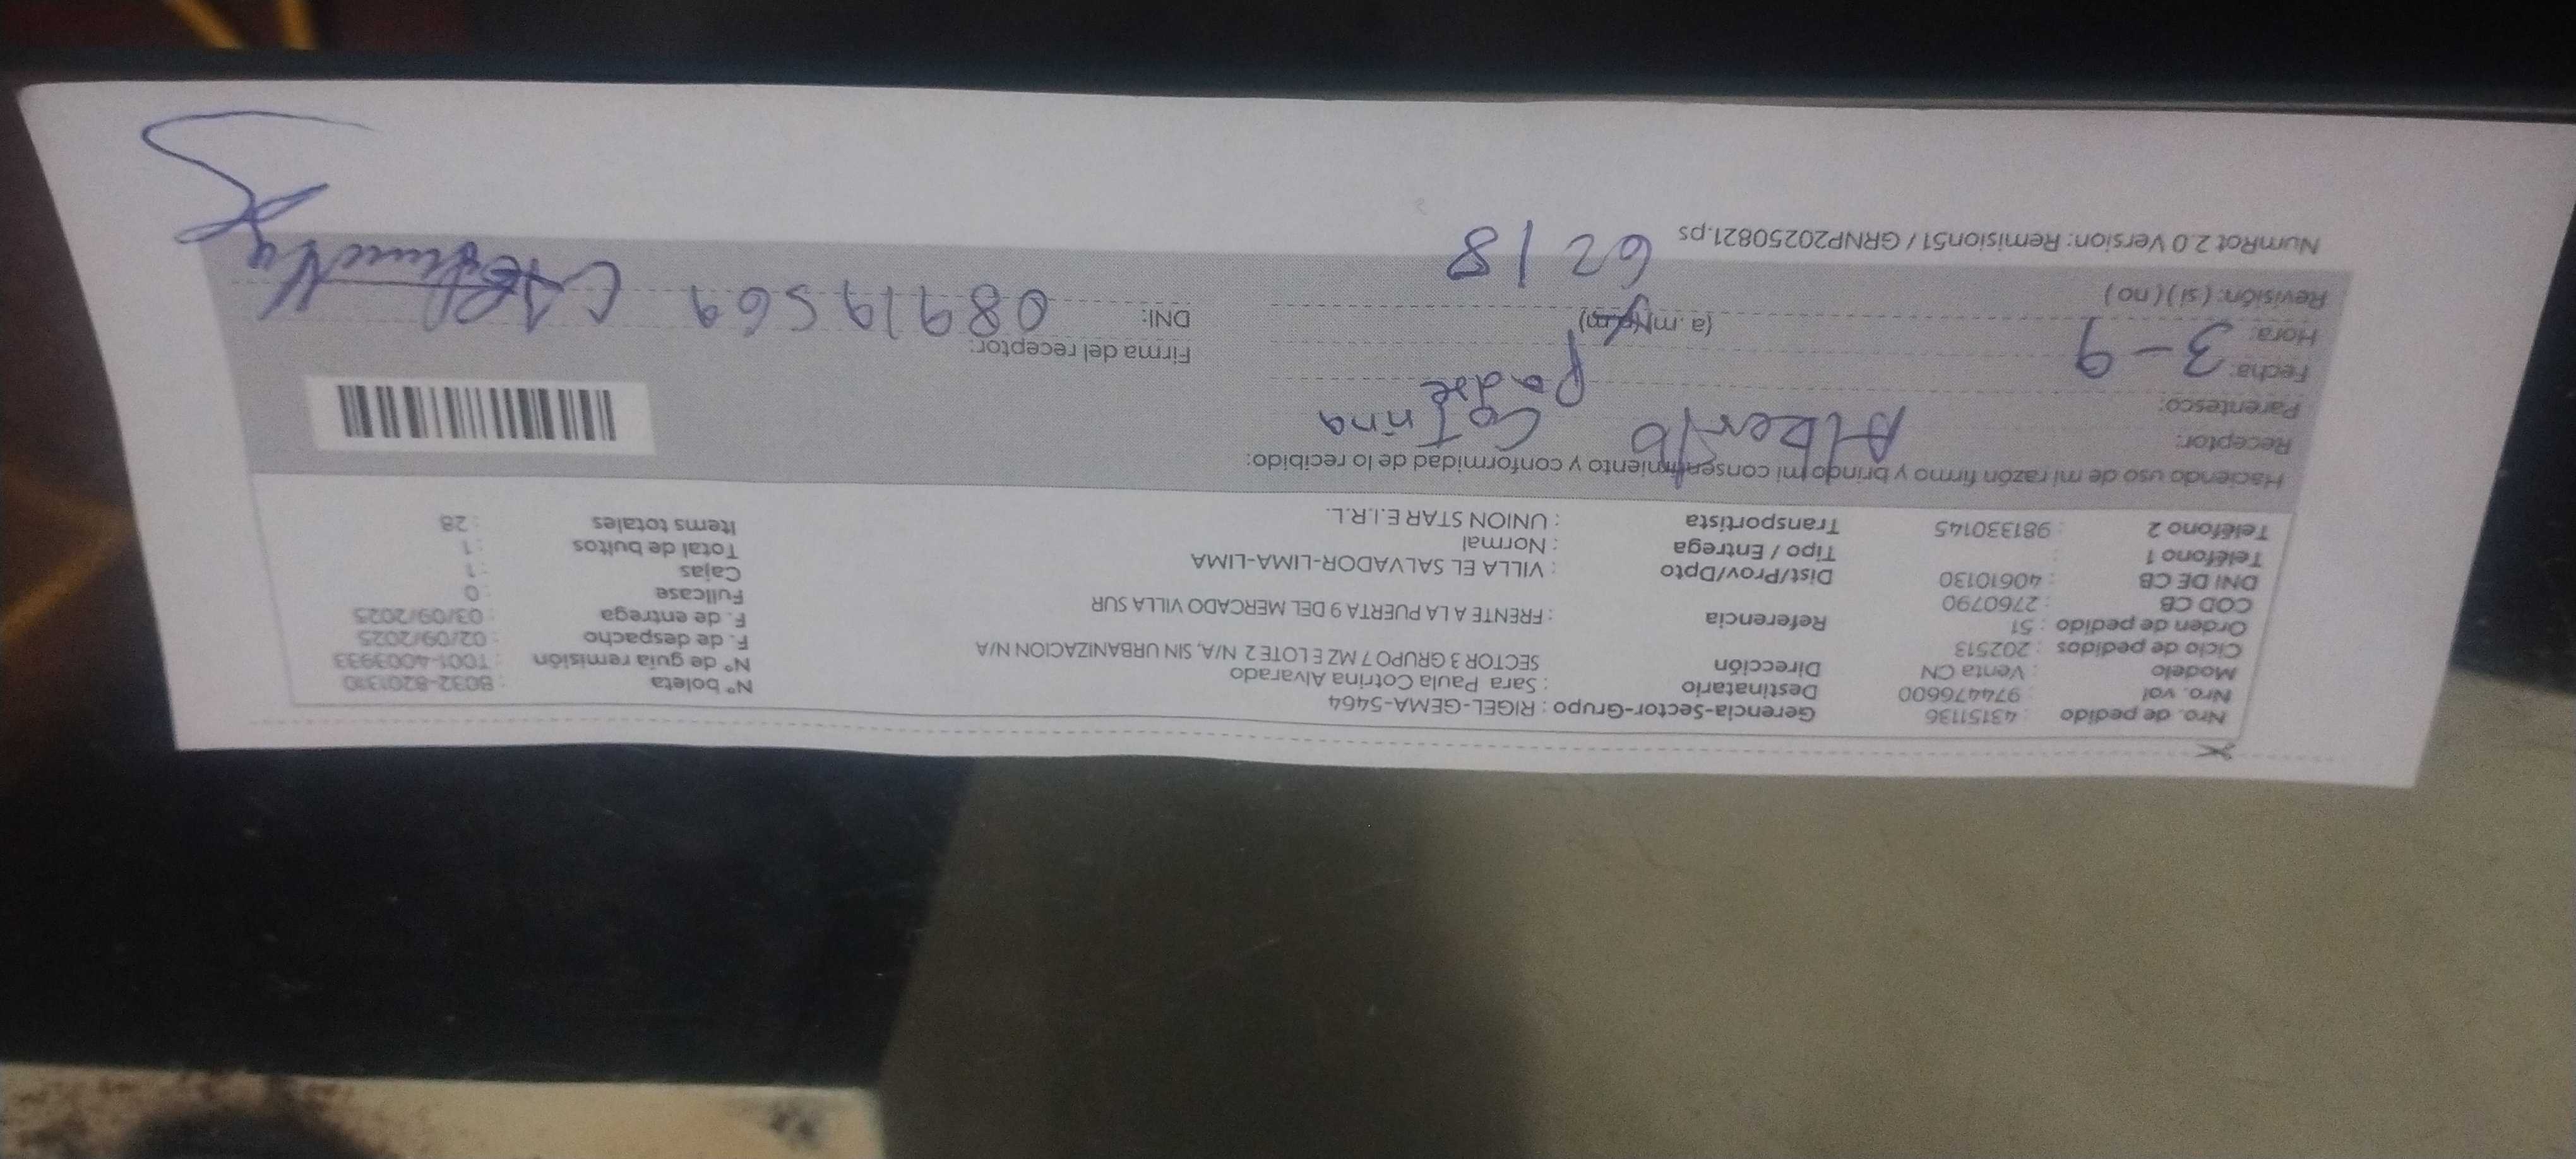 Nro. de pedido : 43151136 Gerencia-Sector-Grupo : RIGEL-GEMA-5464 Nº boleta
Nro. val : 974476600 Destinatario : Sara Paula Cotrina Alvarado Nº de guía remisión : T001-4003933
Modelo : Venta CN Dirección SECTOR 3 GRUPO 7 MZ E LOTE 2 N/A, SIN URBANIZACION N/A F. de despacho : 02/09/2025
Ciclo de pedidos : 202513 F. de entrega : 03/09/2025
Orden de pedido : 51 Referencia : FRENTE A LA PUERTA 9 DEL MERCADO VILLA SUR Fullcase : 0
COD CB : 2760790 Cajas : 1
DNI DE CB : 40610130 Dist/Prov/Dpto : VILLA EL SALVADOR-LIMA-LIMA Total de bultos : 1
Teléfono 1 : Tipo / Entrega : Normal Items totales : 28
Teléfono 2 : 981330145 Transportista : UNION STAR E.I.R.L.
Haciendo uso de mi razón firmo y brindo mi consentimiento y conformidad de lo recibido:
Receptor: Alberto Cotrina
Parentesco: Padre
Fecha: 3-9 Firma del receptor:
Hora: (a. m) (p. m) DNI: 08919569
Revisión: ( si ) ( no )
NumRot 2.0 Version: Remision51 / GRNP20250821.ps 6218